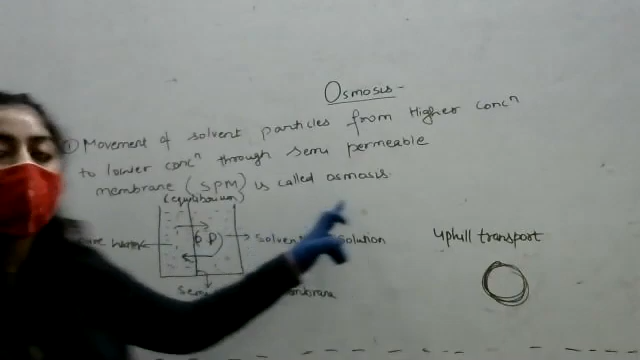 Osmosis -
① Movement of solvent particles from Higher concⁿ
to lower concⁿ through semi permeable
membrane (SPM) is called osmosis.
(equilibrium)
water
O P
solvent
solution
semi
uphill transport